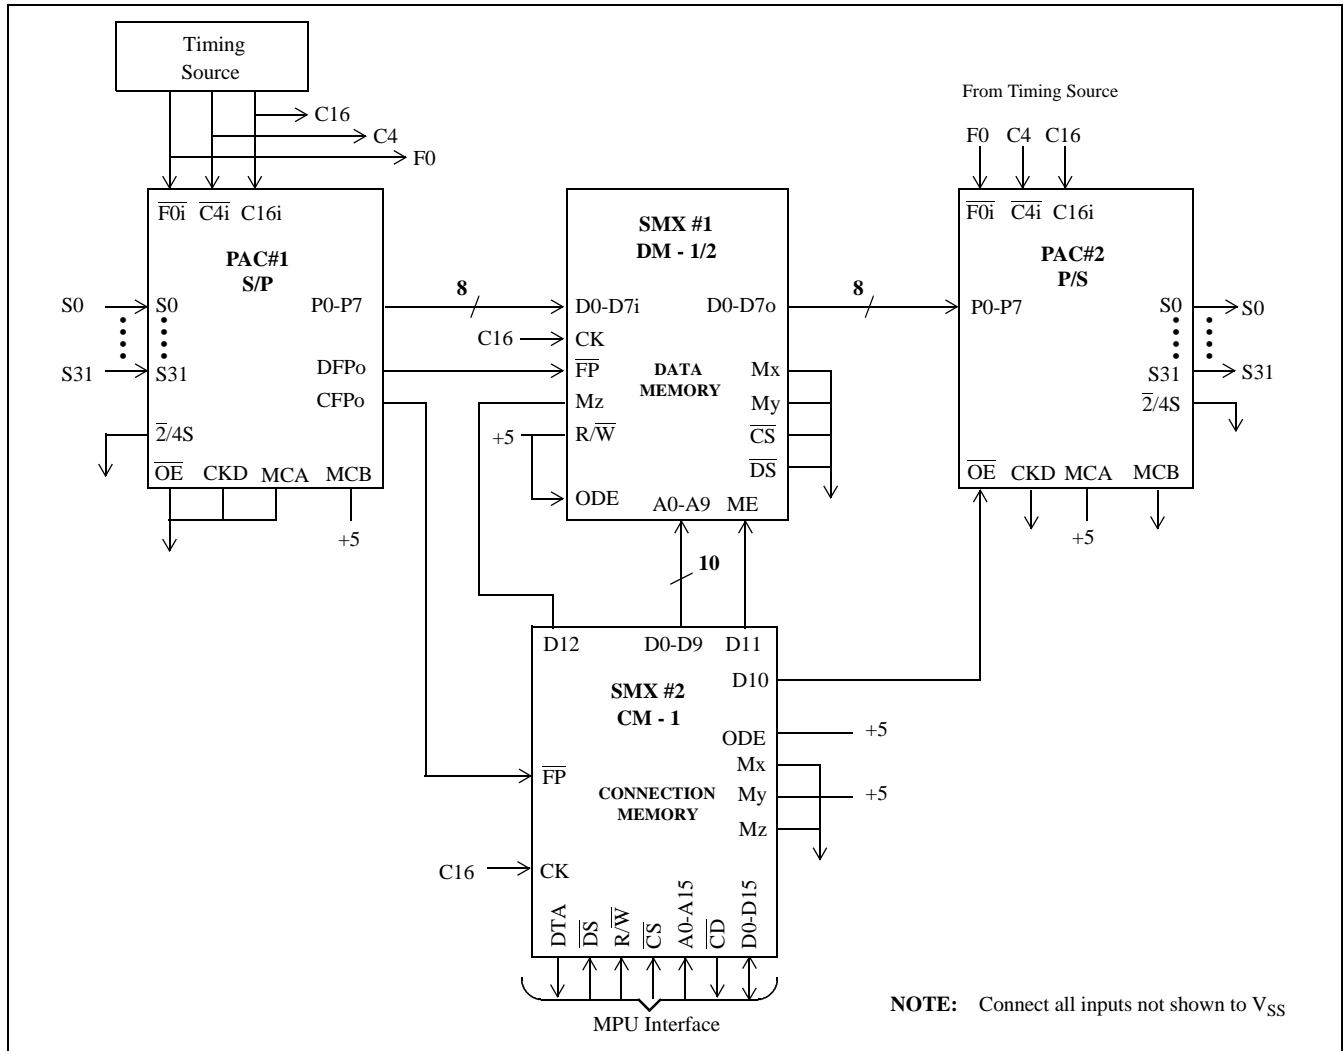 Timing
Source
C16
C4
F0
From Timing Source
F0 C4 C16
F0i C4i C16i
PAC#1
S/P
S0
S0
S31
S31
P0-P7
DFPo
CFPo
2/4S
OE CKD MCA MCB
+5
8
C16
+5
SMX #1
DM - 1/2
D0-D7i
D0-D7o
CK
FP
DATA
MEMORY
Mz
R/W
ODE
Mx
My
CS
DS
A0-A9 ME
8
F0i C4i C16i
PAC#2
P/S
P0-P7
S0
S0
S31
S31
2/4S
OE CKD MCA MCB
+5
10
D12 D0-D9 D11
D10
SMX #2
CM - 1
ODE
+5
Mx
My
+5
Mz
FP
CONNECTION
MEMORY
C16
CK
DTA
DS
R/W
CS
A0-A15
CD
D0-D15
MPU Interface
NOTE: Connect all inputs not shown to VSS